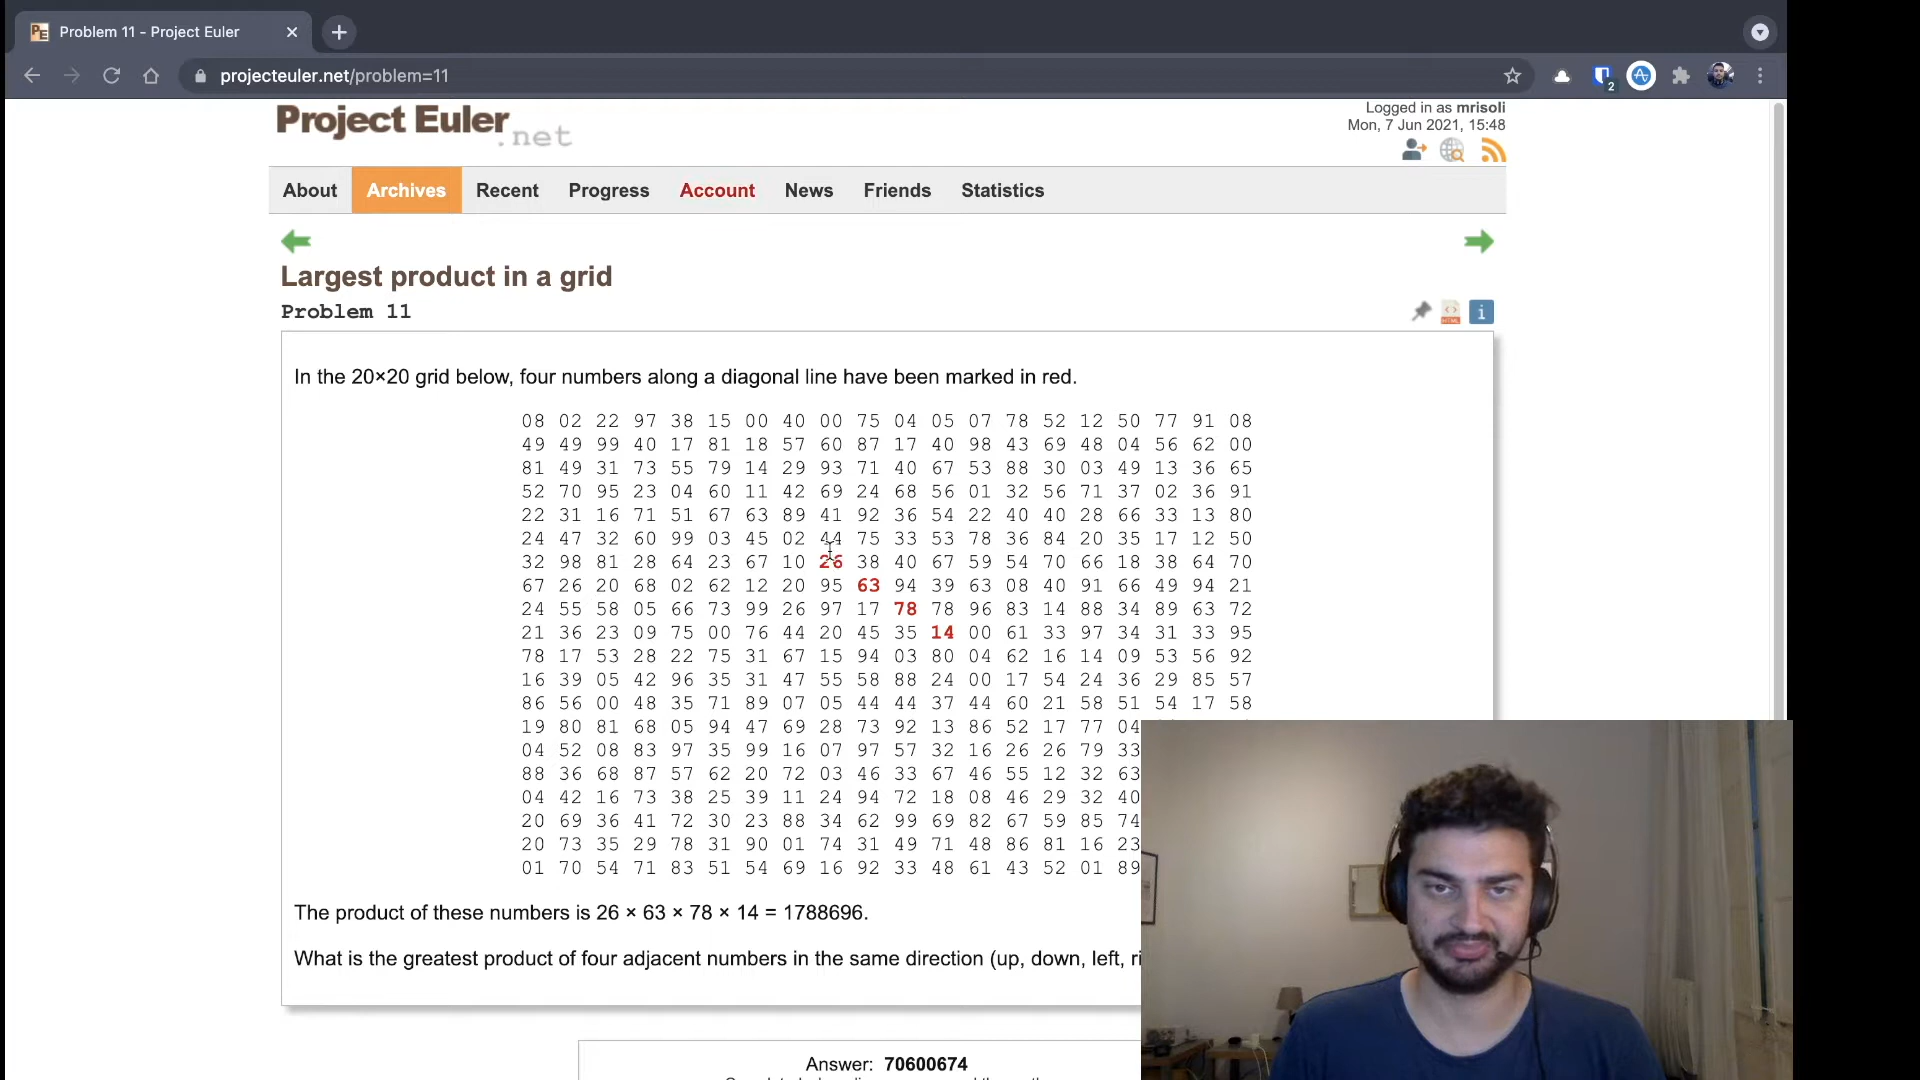 Problem 11 - Project Euler
projecteuler.net/problem=11
2
Project Euler .net
Logged in as mrisoli
Mon, 7 Jun 2021, 15:48
About Archives Recent Progress Account News Friends Statistics
Largest product in a grid
Problem 11
In the 20×20 grid below, four numbers along a diagonal line have been marked in red.
08 02 22 97 38 15 00 40 00 75 04 05 07 78 52 12 50 77 91 08
49 49 99 40 17 81 18 57 60 87 17 40 98 43 69 48 04 56 62 00
81 49 31 73 55 79 14 29 93 71 40 67 53 88 30 03 49 13 36 65
52 70 95 23 04 60 11 42 69 24 68 56 01 32 56 71 37 02 36 91
22 31 16 71 51 67 63 89 41 92 36 54 22 40 40 28 66 33 13 80
24 47 32 60 99 03 45 02 44 75 33 53 78 36 84 20 35 17 12 50
32 98 81 28 64 23 67 10 26 38 40 67 59 54 70 66 18 38 64 70
67 26 20 68 02 62 12 20 95 63 94 39 63 08 40 91 66 49 94 21
24 55 58 05 66 73 99 26 97 17 78 78 96 83 14 88 34 89 63 72
21 36 23 09 75 00 76 44 20 45 35 14 00 61 33 97 34 31 33 95
78 17 53 28 22 75 31 67 15 94 03 80 04 62 16 14 09 53 56 92
16 39 05 42 96 35 31 47 55 58 88 24 00 17 54 24 36 29 85 57
86 56 00 48 35 71 89 07 05 44 44 37 44 60 21 58 51 54 17 58
19 80 81 68 05 94 47 69 28 73 92 13 86 52 17 77 04
04 52 08 83 97 35 99 16 07 97 57 32 16 26 26 79 33
88 36 68 87 57 62 20 72 03 46 33 67 46 55 12 32 63
04 42 16 73 38 25 39 11 24 94 72 18 08 46 29 32 40
20 69 36 41 72 30 23 88 34 62 99 69 82 67 59 85 74
20 73 35 29 78 31 90 01 74 31 49 71 48 86 81 16 23
01 70 54 71 83 51 54 69 16 92 33 48 61 43 52 01 89
The product of these numbers is 26 × 63 × 78 × 14 = 1788696.
What is the greatest product of four adjacent numbers in the same direction (up, down, left, ri
Answer: 70600674